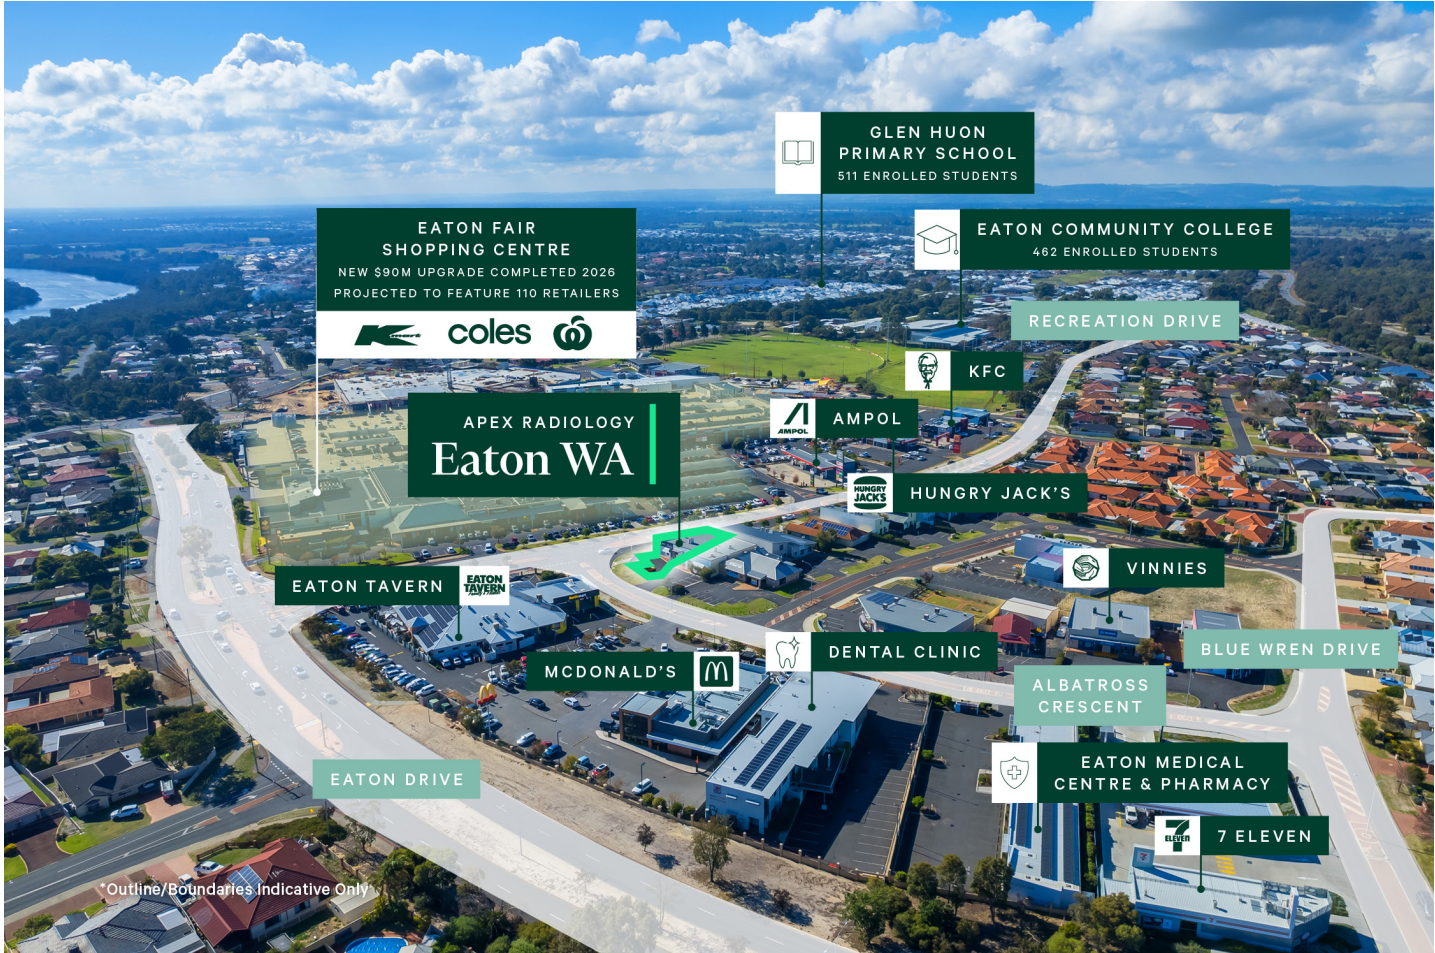 GLEN HUON
PRIMARY SCHOOL
511 ENROLLED STUDENTS
EATON FAIR
SHOPPING CENTRE
NEW $90M UPGRADE COMPLETED 2026
PROJECTED TO FEATURE 110 RETAILERS
Kmart
coles
EATON COMMUNITY COLLEGE
462 ENROLLED STUDENTS
RECREATION DRIVE
KFC
APEX RADIOLOGY
Eaton WA
AMPOL
AMPOL
HUNGRY JACK'S
HUNGRY JACK'S
EATON TAVERN
EATON
TAVERN
VINNIES
BLUE WREN DRIVE
MCDONALD'S
DENTAL CLINIC
ALBATROSS
CRESCENT
EATON DRIVE
EATON MEDICAL
CENTRE & PHARMACY
7 ELEVEN
7 ELEVEN
*Outline/Boundaries Indicative Only